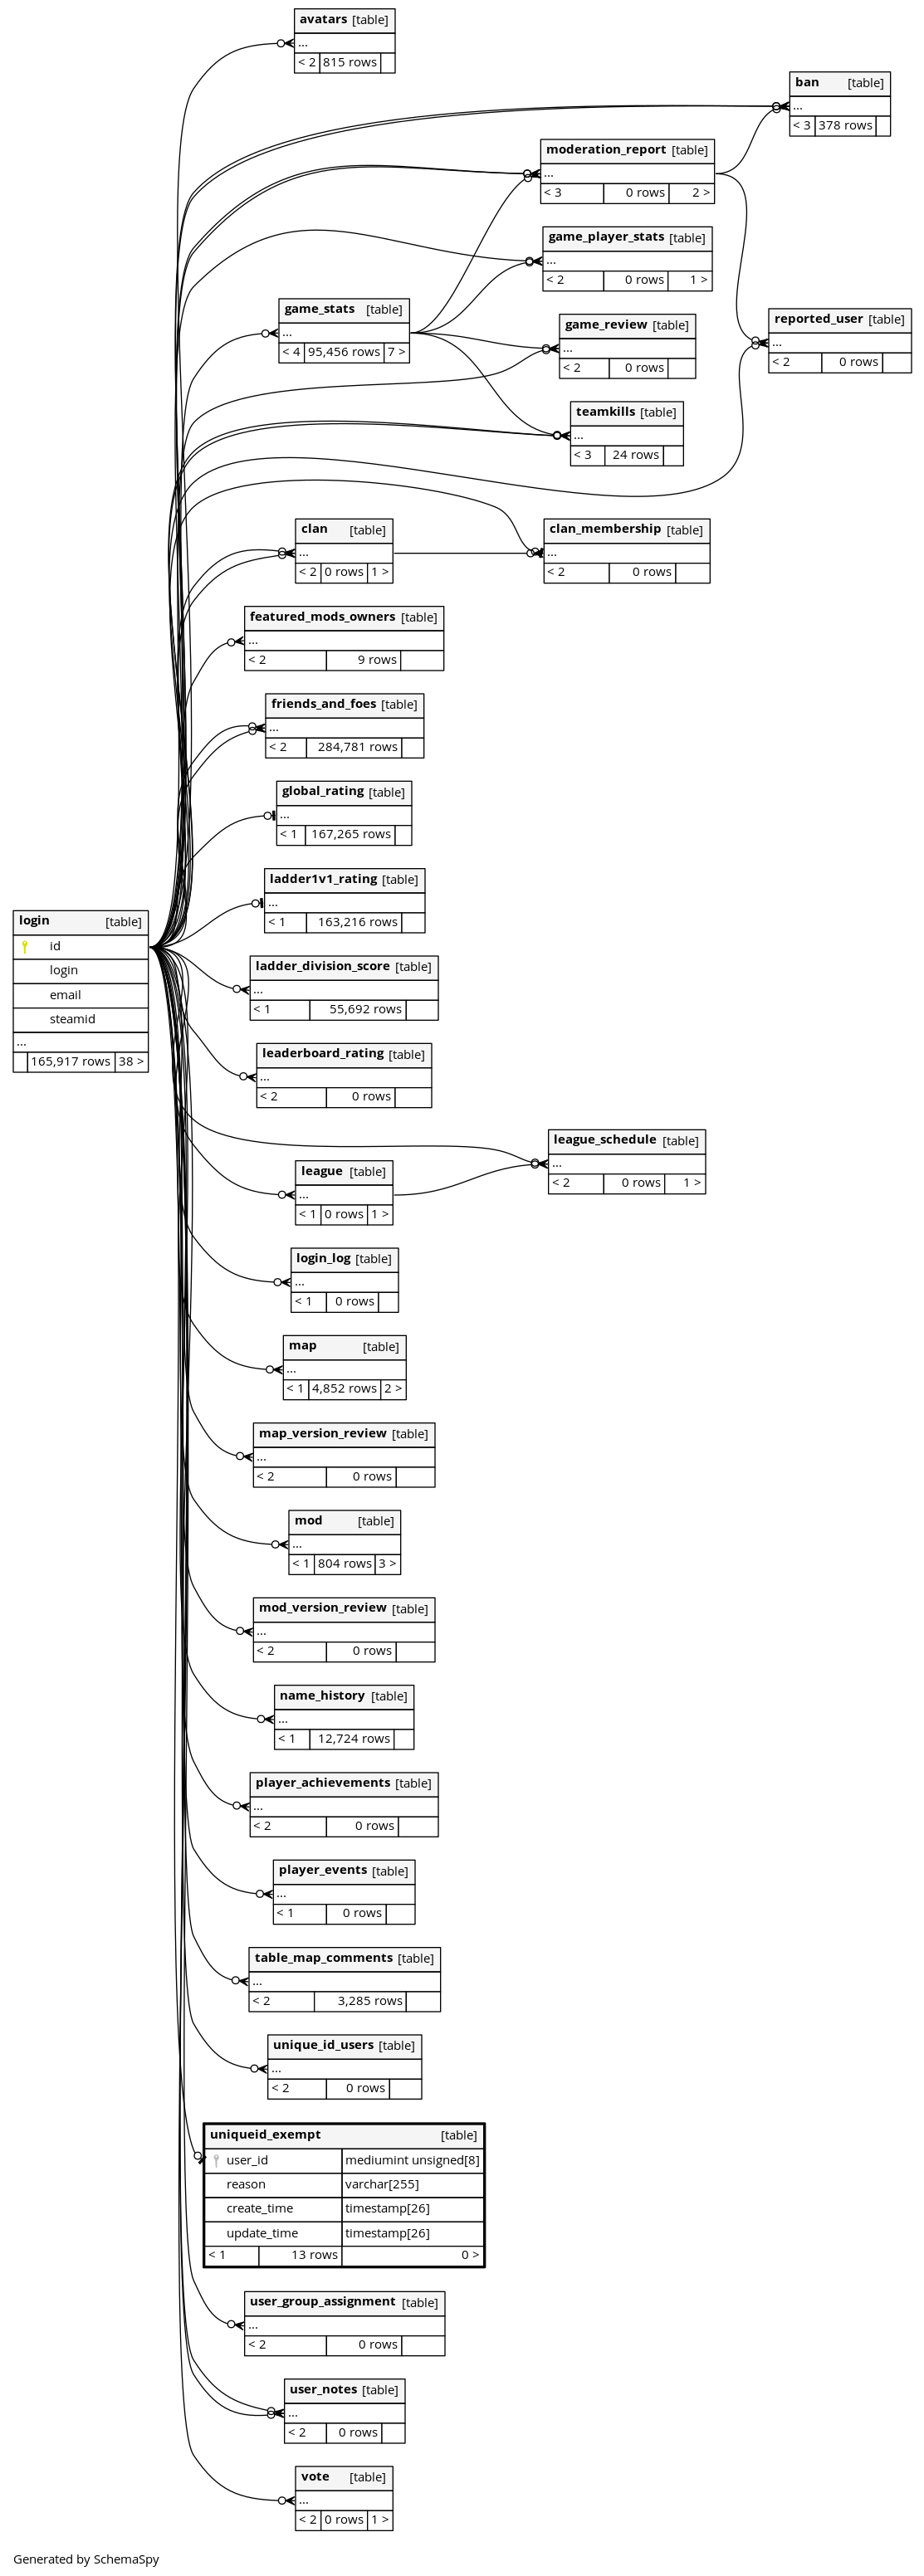 avatars [table]
...
< 2 815 rows
ban [table]
...
< 3 378 rows
moderation_report [table]
...
< 3 0 rows 2 >
game_player_stats [table]
...
< 2 0 rows 1 >
game_stats [table]
...
< 4 95,456 rows 7 >
game_review [table]
...
< 2 0 rows
reported_user [table]
...
< 2 0 rows
teamkills [table]
...
< 3 24 rows
clan [table]
...
< 2 0 rows 1 >
clan_membership [table]
...
< 2 0 rows
featured_mods_owners [table]
...
< 2 9 rows
friends_and_foes [table]
...
< 2 284,781 rows
global_rating [table]
...
< 1 167,265 rows
ladder1v1_rating [table]
...
< 1 163,216 rows
login [table]
id
login
email
steamid
...
165,917 rows 38 >
ladder_division_score [table]
...
< 1 55,692 rows
leaderboard_rating [table]
...
< 2 0 rows
league_schedule [table]
...
< 2 0 rows 1 >
league [table]
...
< 1 0 rows 1 >
login_log [table]
...
< 1 0 rows
map [table]
...
< 1 4,852 rows 2 >
map_version_review [table]
...
< 2 0 rows
mod [table]
...
< 1 804 rows 3 >
mod_version_review [table]
...
< 2 0 rows
name_history [table]
...
< 1 12,724 rows
player_achievements [table]
...
< 2 0 rows
player_events [table]
...
< 1 0 rows
table_map_comments [table]
...
< 2 3,285 rows
unique_id_users [table]
...
< 2 0 rows
uniqueid_exempt [table]
user_id mediumint unsigned[8]
reason varchar[255]
create_time timestamp[26]
update_time timestamp[26]
< 1 13 rows 0 >
user_group_assignment [table]
...
< 2 0 rows
user_notes [table]
...
< 2 0 rows
vote [table]
...
< 2 0 rows 1 >
Generated by SchemaSpy